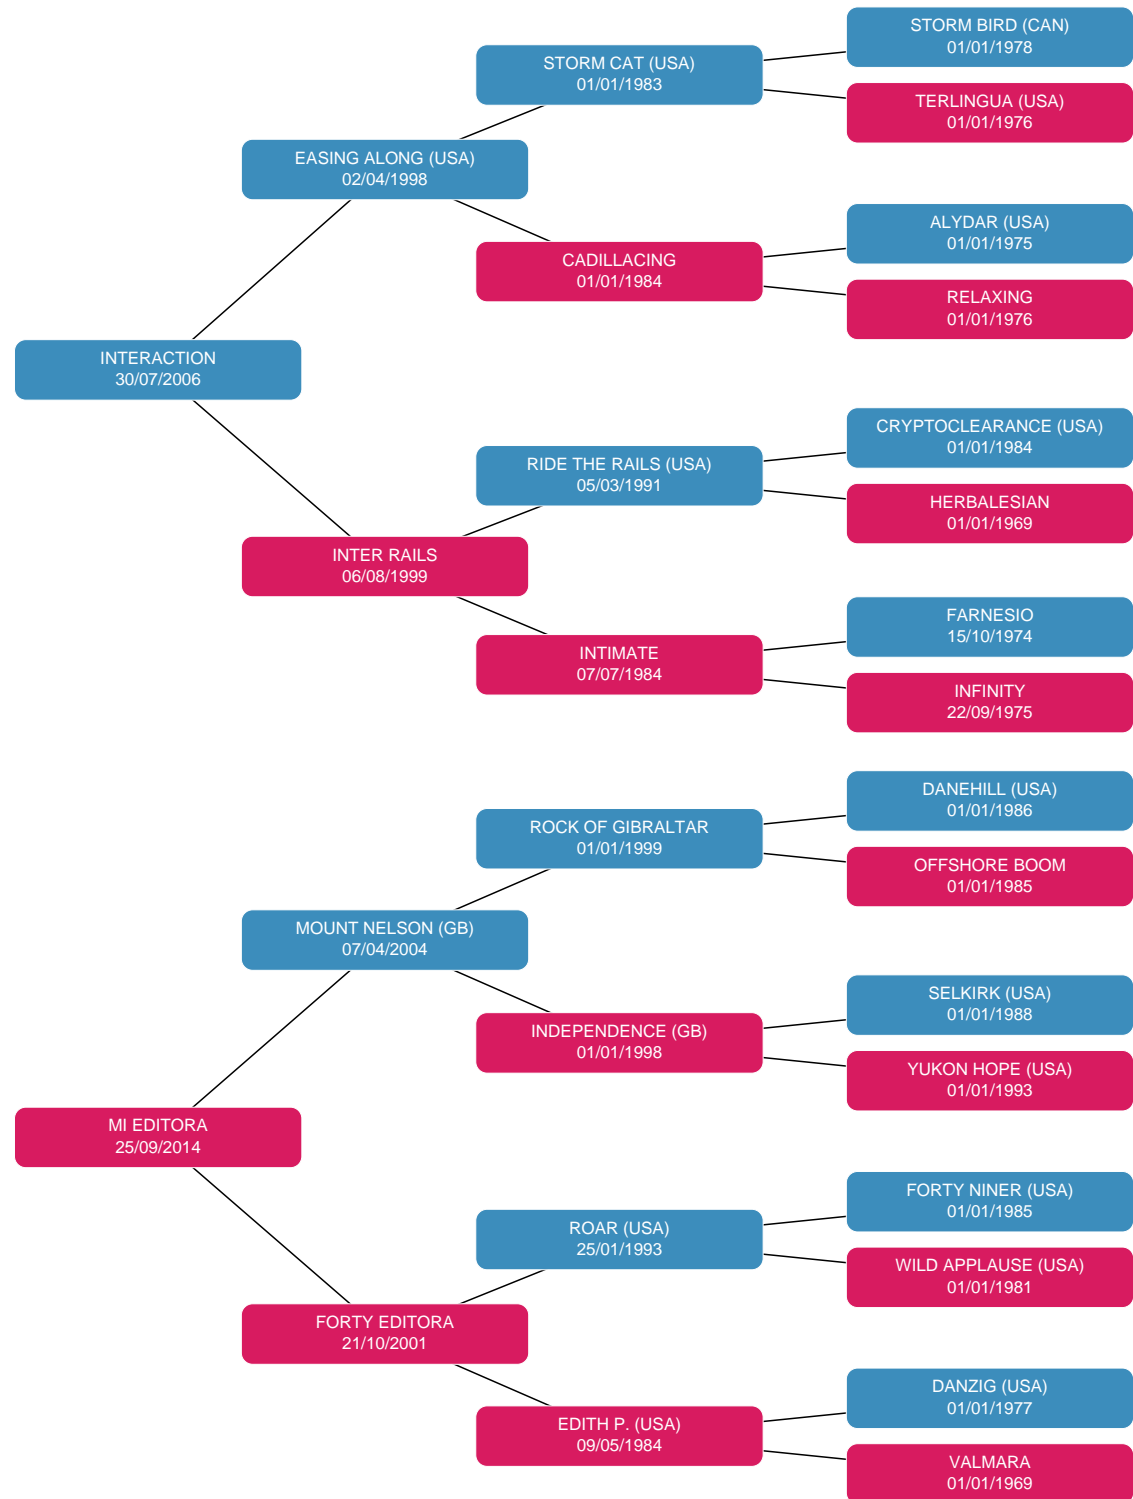 STORM BIRD (CAN)
01/01/1978
STORM CAT (USA)
01/01/1983
TERLINGUA (USA)
01/01/1976
EASING ALONG (USA)
02/04/1998
ALYDAR (USA)
01/01/1975
CADILLACING
01/01/1984
RELAXING
01/01/1976
INTERACTION
30/07/2006
CRYPTOCLEARANCE (USA)
01/01/1984
RIDE THE RAILS (USA)
05/03/1991
HERBALESIAN
01/01/1969
INTER RAILS
06/08/1999
FARNESIO
15/10/1974
INTIMATE
07/07/1984
INFINITY
22/09/1975
DANEHILL (USA)
01/01/1986
ROCK OF GIBRALTAR
01/01/1999
OFFSHORE BOOM
01/01/1985
MOUNT NELSON (GB)
07/04/2004
SELKIRK (USA)
01/01/1988
INDEPENDENCE (GB)
01/01/1998
YUKON HOPE (USA)
01/01/1993
MI EDITORA
25/09/2014
FORTY NINER (USA)
01/01/1985
ROAR (USA)
25/01/1993
WILD APPLAUSE (USA)
01/01/1981
FORTY EDITORA
21/10/2001
DANZIG (USA)
01/01/1977
EDITH P. (USA)
09/05/1984
VALMARA
01/01/1969